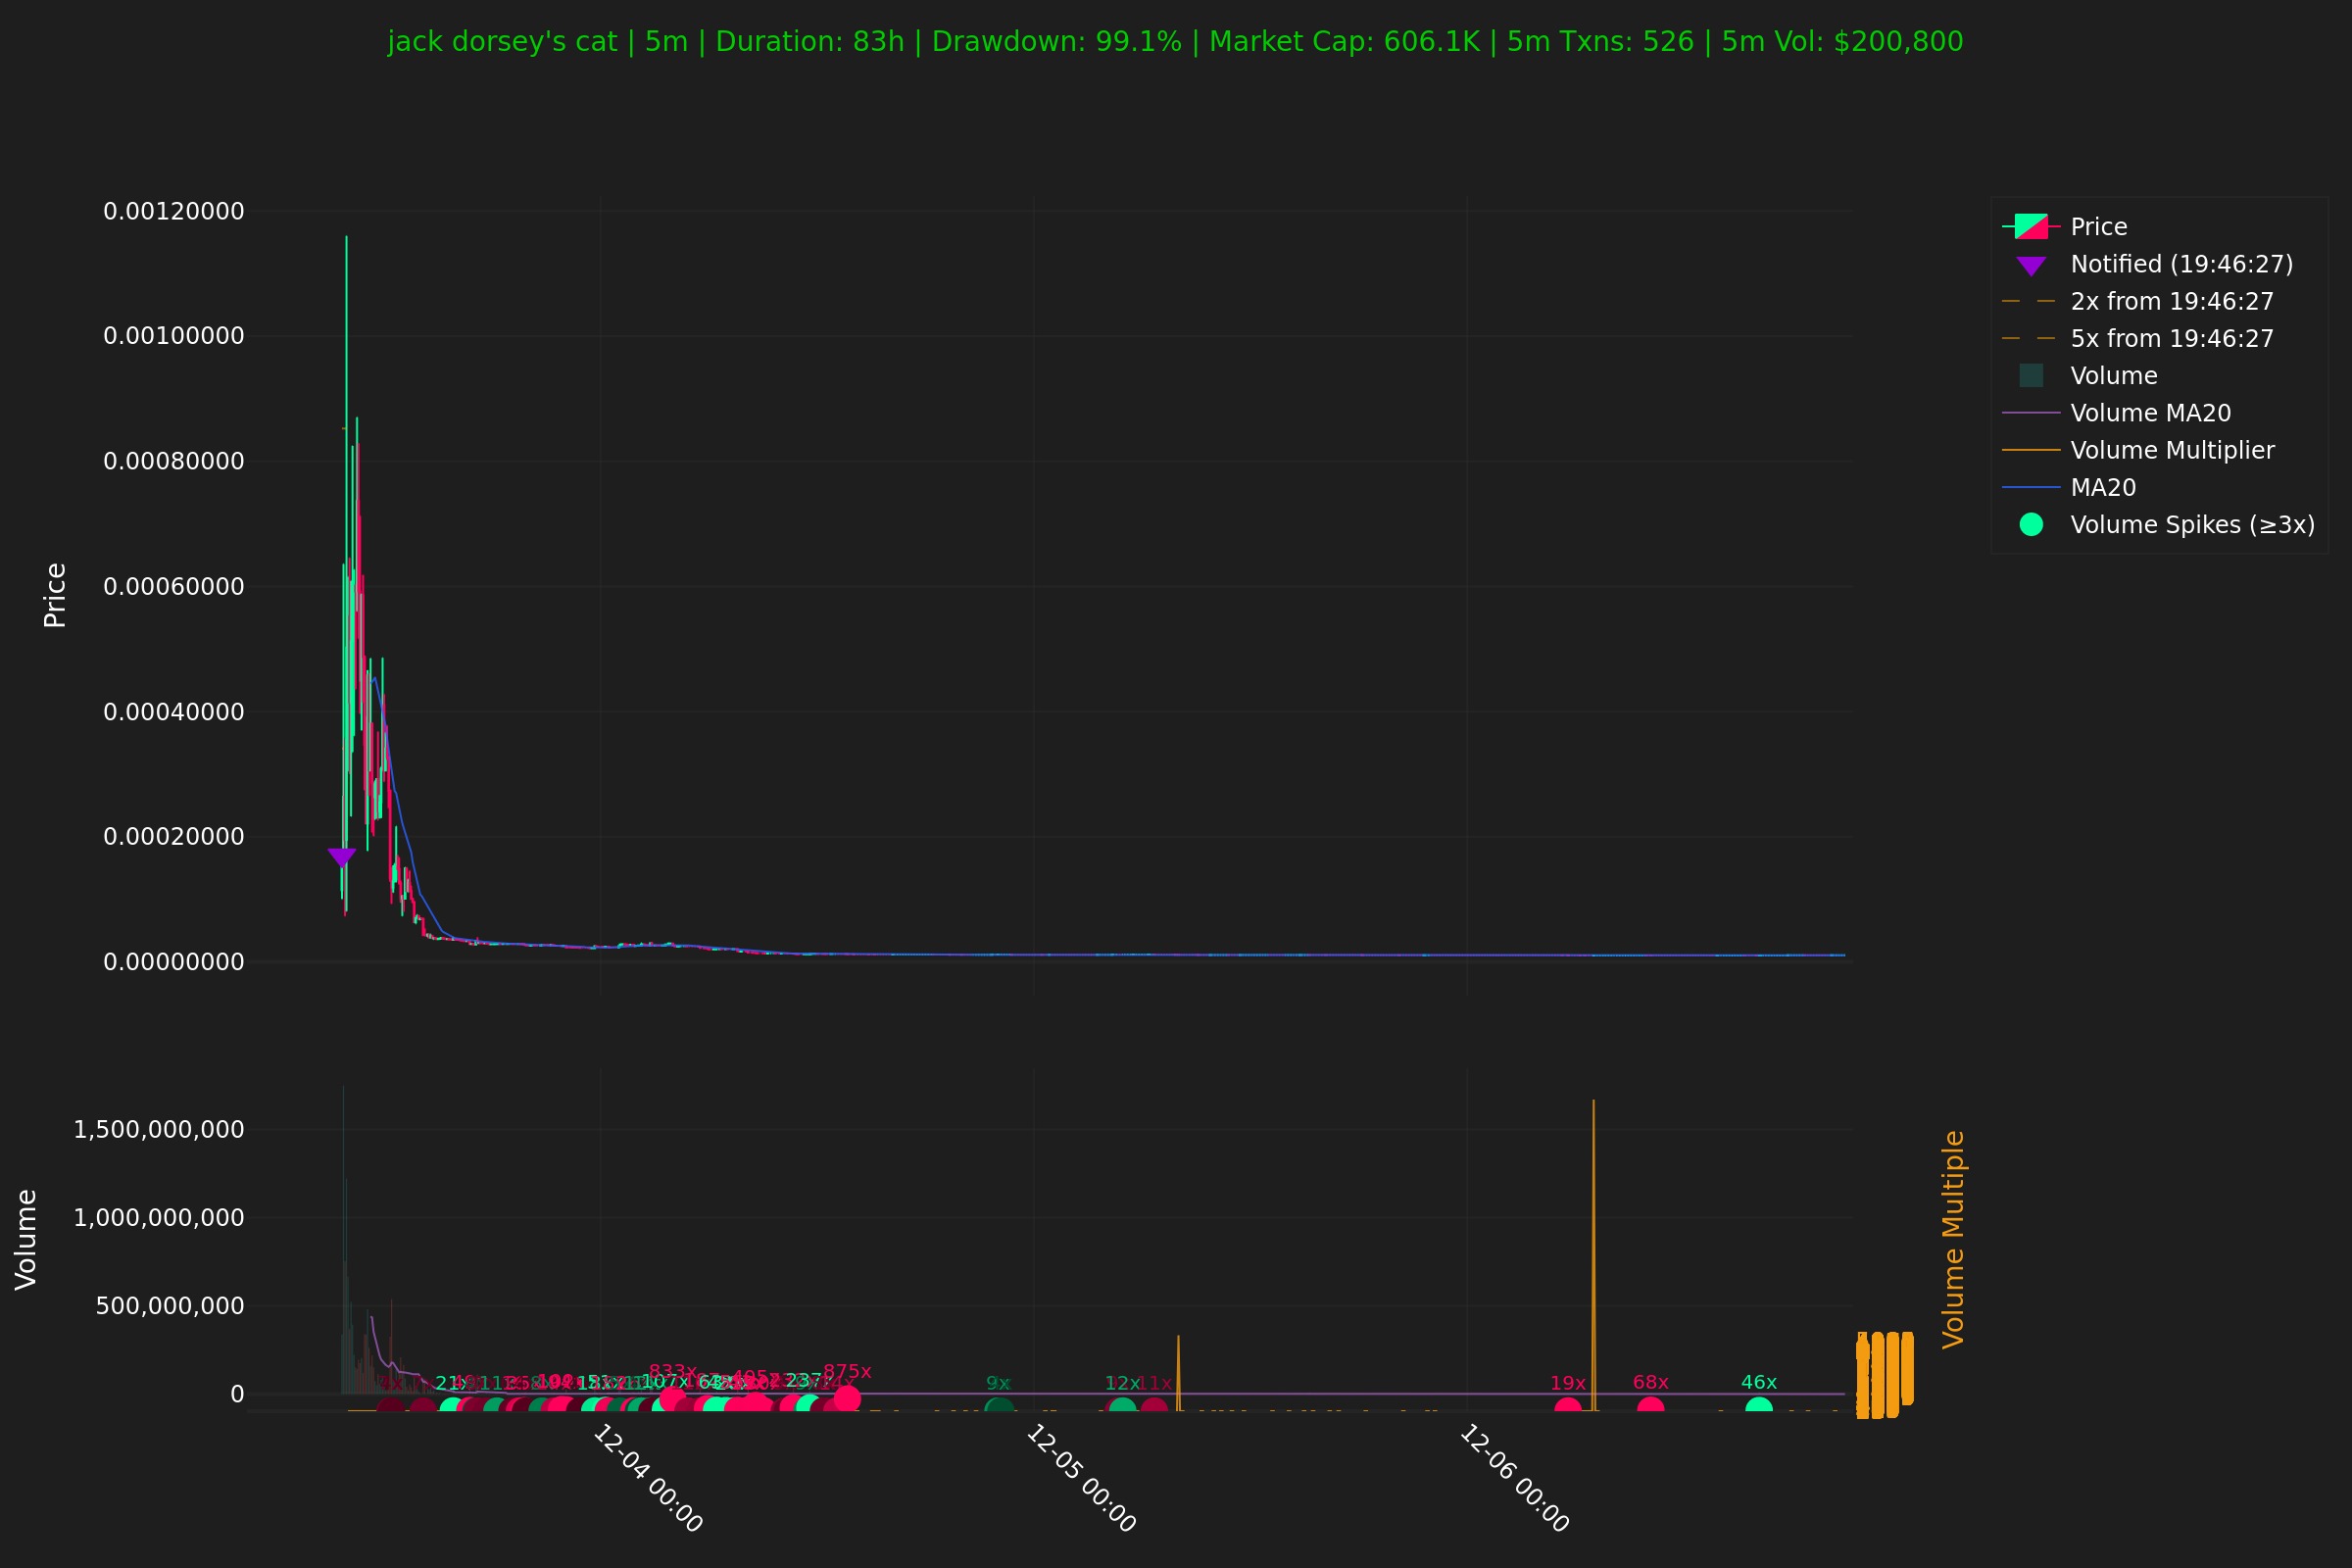 jack dorsey's cat | 5m | Duration: 83h | Drawdown: 99.1% | Market Cap: 606.1K | 5m Txns: 526 | 5m Vol: $200,800
Price
0.00120000
0.00100000
0.00080000
0.00060000
0.00040000
0.00020000
0.00000000
Price
Notified (19:46:27)
2x from 19:46:27
5x from 19:46:27
Volume
Volume MA20
Volume Multiplier
MA20
Volume Spikes (≥3x)
Volume
1,500,000,000
1,000,000,000
500,000,000
0
21x
833x
107x
237x
875x
9x
12x
11x
19x
68x
46x
Volume Multiple
12-04 00:00
12-05 00:00
12-06 00:00